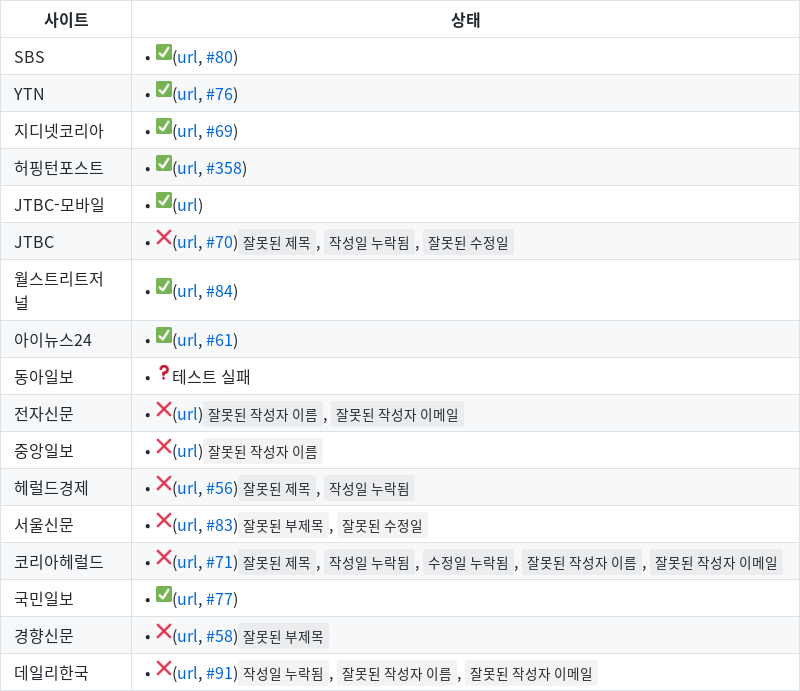 사이트 상태
SBS • ✅(url, #80)
YTN • ✅(url, #76)
지디넷코리아 • ✅(url, #69)
허핑턴포스트 • ✅(url, #358)
JTBC-모바일 • ✅(url)
JTBC • ❌(url, #70) 잘못된 제목 , 작성일 누락됨 , 잘못된 수정일
월스트리트저
널 • ✅(url, #84)
아이뉴스24 • ✅(url, #61)
동아일보 • ❓테스트 실패
전자신문 • ❌(url) 잘못된 작성자 이름 , 잘못된 작성자 이메일
중앙일보 • ❌(url) 잘못된 작성자 이름
헤럴드경제 • ❌(url, #56) 잘못된 제목 , 작성일 누락됨
서울신문 • ❌(url, #83) 잘못된 부제목 , 잘못된 수정일
코리아헤럴드 • ❌(url, #71) 잘못된 제목 , 작성일 누락됨 , 수정일 누락됨 , 잘못된 작성자 이름 , 잘못된 작성자 이메일
국민일보 • ✅(url, #77)
경향신문 • ❌(url, #58) 잘못된 부제목
데일리한국 • ❌(url, #91) 작성일 누락됨 , 잘못된 작성자 이름 , 잘못된 작성자 이메일